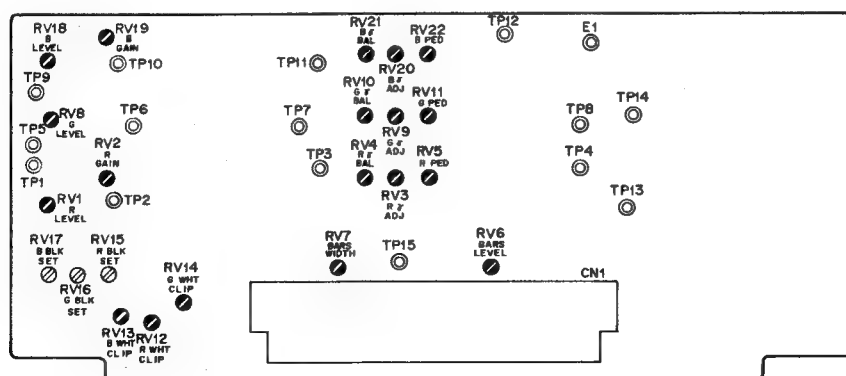 RV18
B
LEVEL
RV19
B
GAIN
TP10
TP9
RV8
G
LEVEL
TP6
TP5
RV2
R
GAIN
TP1
TP2
RV1
R
LEVEL
RV17
B BLK
SET
RV15
R BLK
SET
RV16
G BLK
SET
RV14
G WHT
CLIP
RV13
B WHT
CLIP
RV12
R WHT
CLIP
RV21
B γ
BAL
RV22
B PED
TP11
RV20
B γ
ADJ
RV10
G γ
BAL
RV11
G PED
TP7
RV9
G γ
ADJ
RV4
R γ
BAL
RV5
R PED
TP3
RV3
R γ
ADJ
RV7
BARS
WIDTH
TP15
RV6
BARS
LEVEL
TP12
E1
TP8
TP14
TP4
TP13
CN1